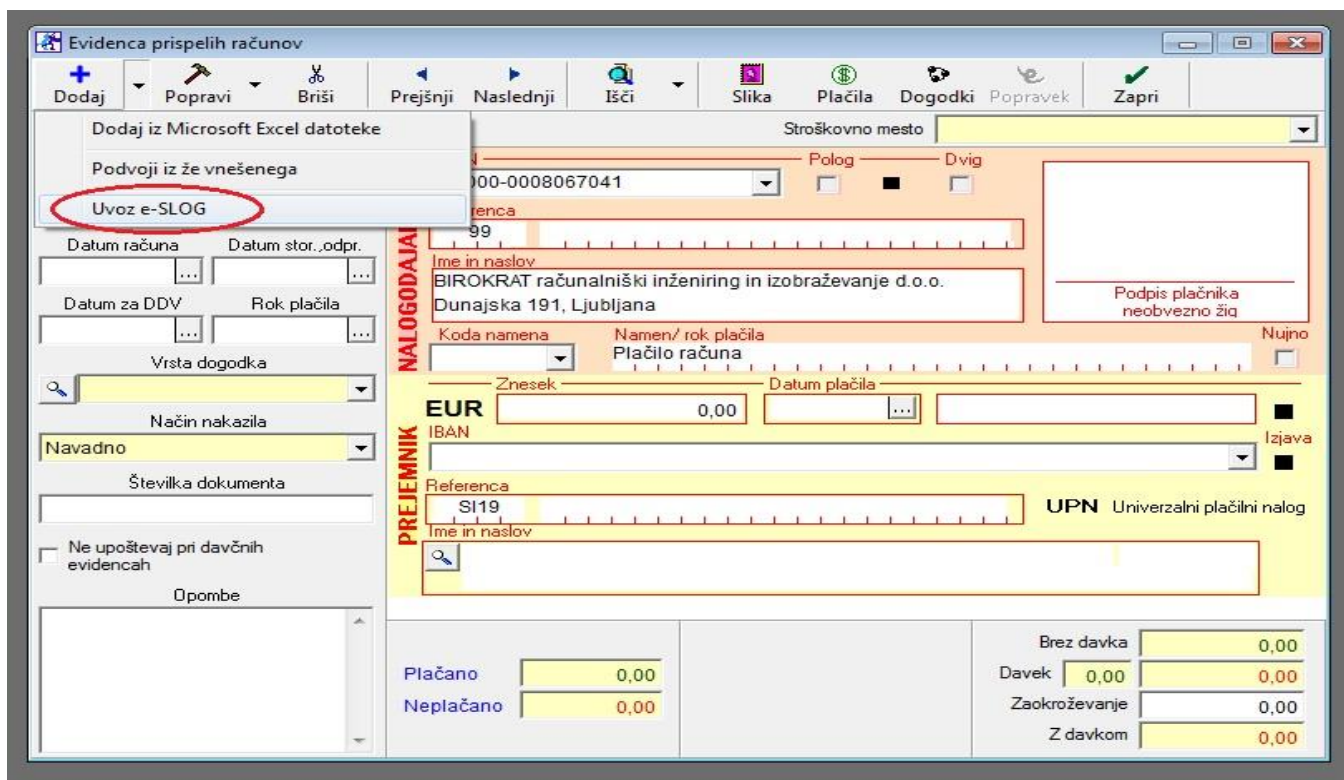 Evidenca prispelih računov
Dodaj Popravi Briši Prejšnji Naslednji Išči Slika Plačila Dogodki Popravek Zapri
Dodaj iz Microsoft Excel datoteke
Podvoji iz že vnešenega
Uvoz e-SLOG
Stroškovno mesto
Polog Dvig
000-0008067041
99
NALOGODAJALEC
Ime in naslov
BIROKRAT računalniški inženiring in izobraževanje d.o.o.
Dunajska 191, Ljubljana
Podpis plačnika
neobvezno žig
Koda namena Namen/ rok plačila Nujno
Plačilo računa
Datum računa Datum stor.,odpr.
Datum za DDV Rok plačila
Vrsta dogodka
Način nakazila
Navadno
Številka dokumenta
Ne upoštevaj pri davčnih
evidencah
Opombe
PREJEMNIK
Znesek Datum plačila
EUR 0,00
IBAN Izjava
Referenca
SI19
UPN Univerzalni plačilni nalog
Ime in naslov
Plačano 0,00
Neplačano 0,00
Brez davka 0,00
Davek 0,00 0,00
Zaokroževanje 0,00
Z davkom 0,00